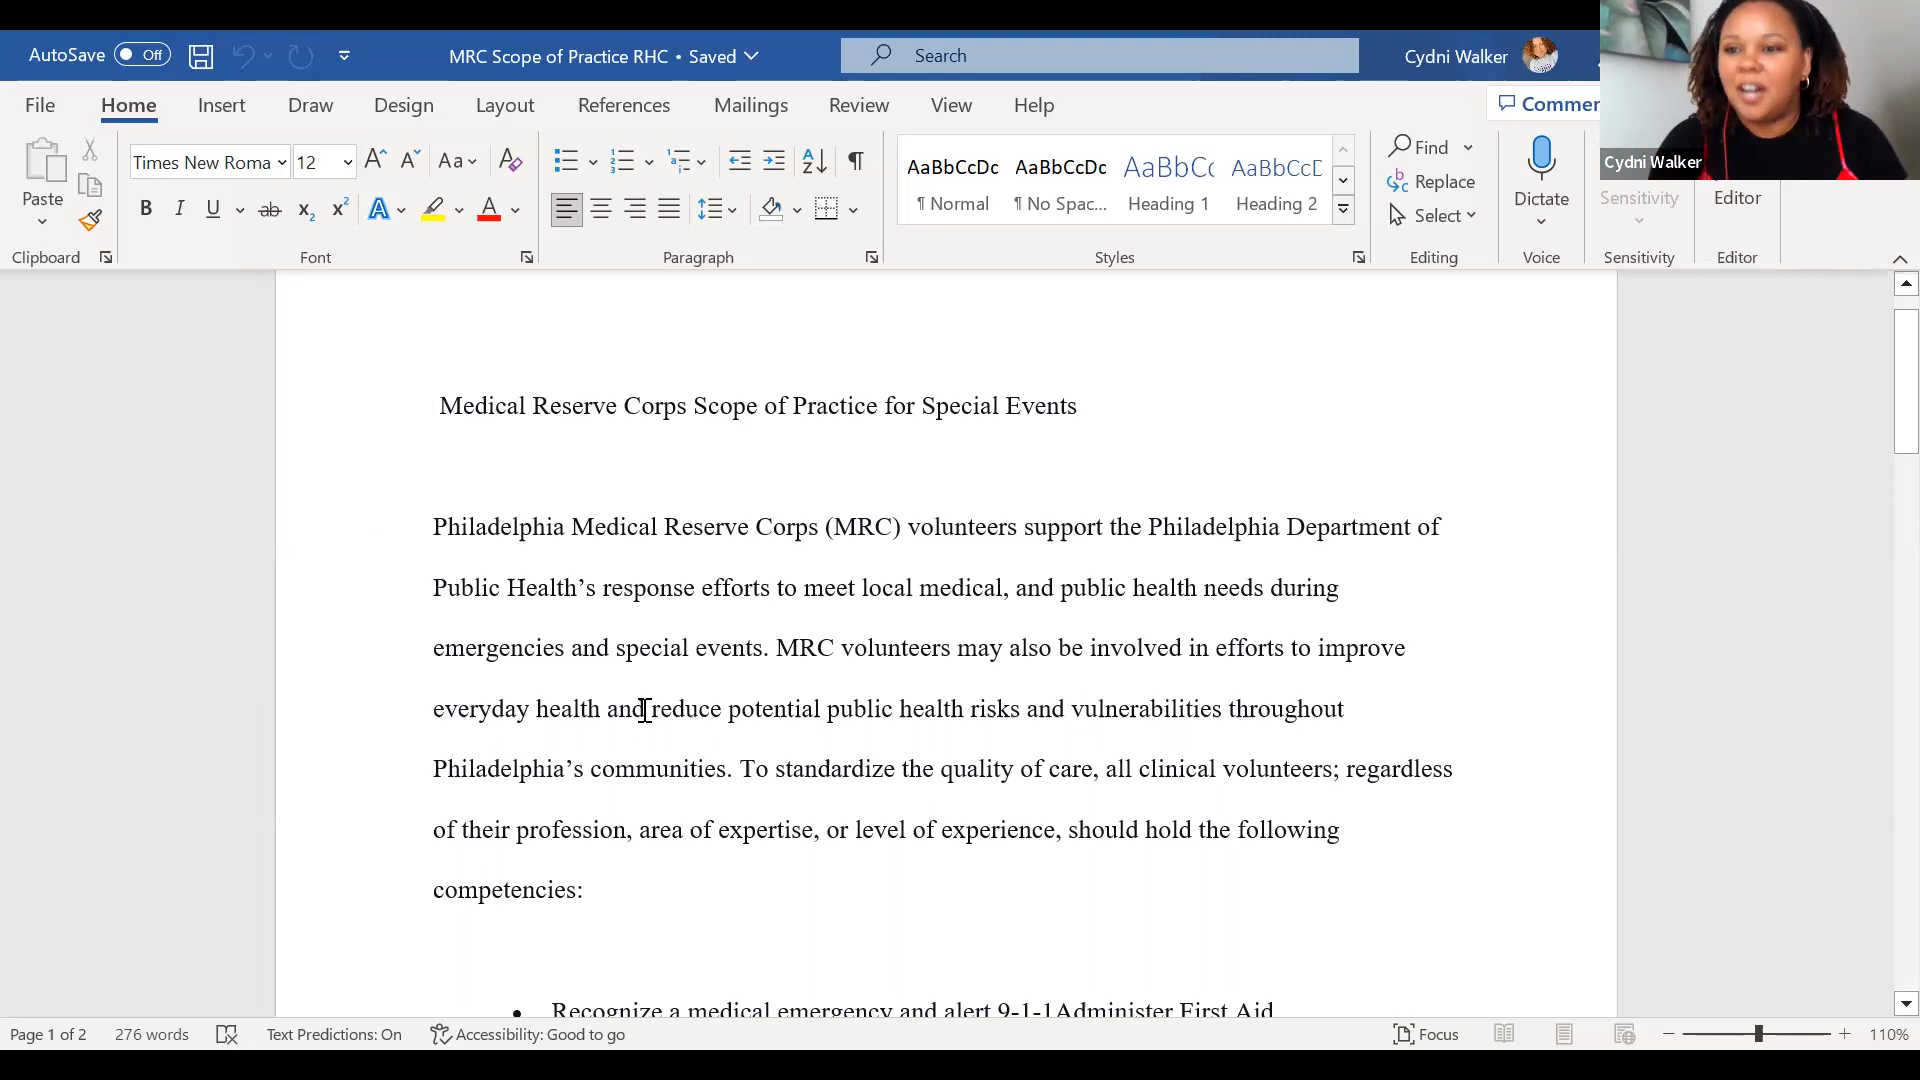 AutoSave Off MRC Scope of Practice RHC • Saved Search Cydni Walker
File Home Insert Draw Design Layout References Mailings Review View Help
Cydni Walker
Times New Roma 12 Aa
Paste
B I U ab x2 x2 A A
AaBbCcDc AaBbCcDc AaBbCc AaBbCcD
¶ Normal ¶ No Spac... Heading 1 Heading 2
Find
Replace
Select
Dictate Sensitivity Editor
Clipboard Font Paragraph Styles Editing Voice Sensitivity Editor
Medical Reserve Corps Scope of Practice for Special Events
Philadelphia Medical Reserve Corps (MRC) volunteers support the Philadelphia Department of
Public Health’s response efforts to meet local medical, and public health needs during
emergencies and special events. MRC volunteers may also be involved in efforts to improve
everyday health and reduce potential public health risks and vulnerabilities throughout
Philadelphia’s communities. To standardize the quality of care, all clinical volunteers; regardless
of their profession, area of expertise, or level of experience, should hold the following
competencies:
• Recognize a medical emergency and alert 9-1-1Administer First Aid
Page 1 of 2 276 words Text Predictions: On Accessibility: Good to go Focus 110%